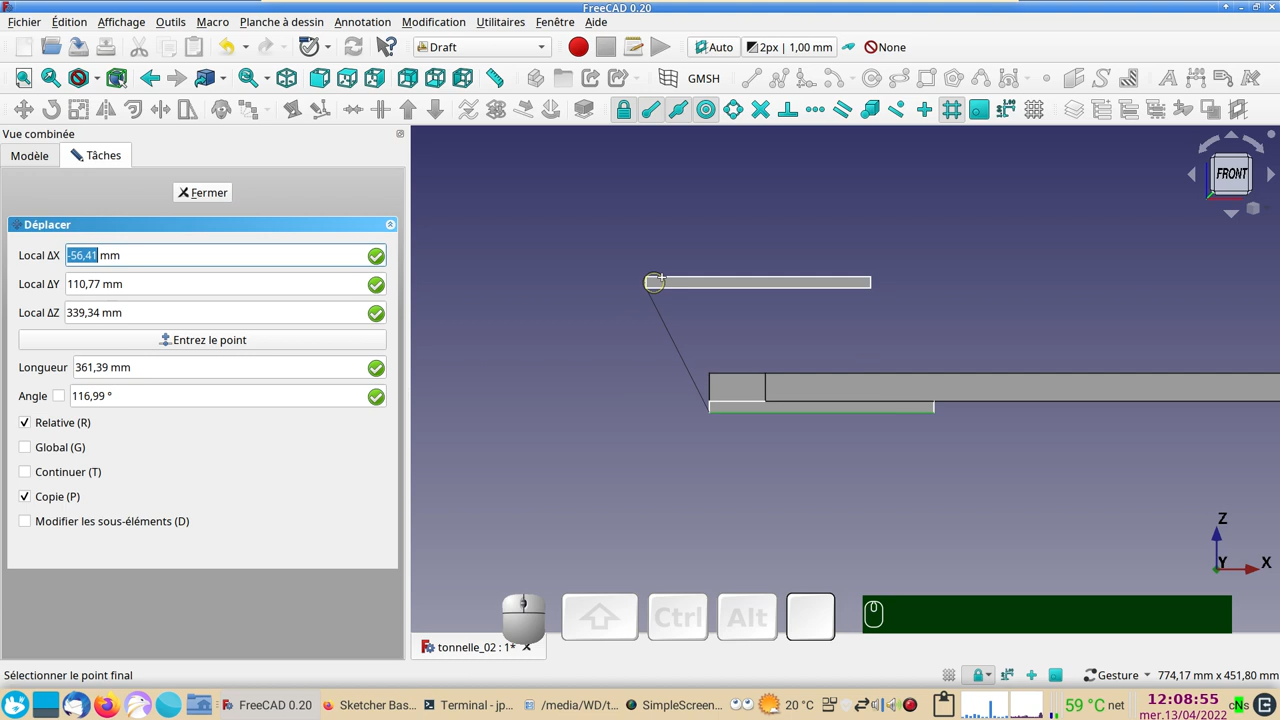 FreeCAD 0.20
Fichier Édition Affichage Outils Macro Planche à dessin Annotation Modification Utilitaires Fenêtre Aide
Draft Auto 2px | 1,00 mm None
GMSH
Vue combinée
Modèle Tâches
Fermer
Déplacer
Local ΔX -56,41 mm
Local ΔY 110,77 mm
Local ΔZ 339,34 mm
Entrez le point
Longueur 361,39 mm
Angle 116,99 °
Relative (R)
Global (G)
Continuer (T)
Copie (P)
Modifier les sous-éléments (D)
FRONT
Z
Y X
Ctrl Alt
tonnelle_02 : 1*
Sélectionner le point final Gesture 774,17 mm x 451,80 mm
FreeCAD 0.20 Sketcher Bas... Terminal - jp... /media/WD/t... SimpleScreen... 20 °C 59 °C net 12:08:55
mer.13/04/2022